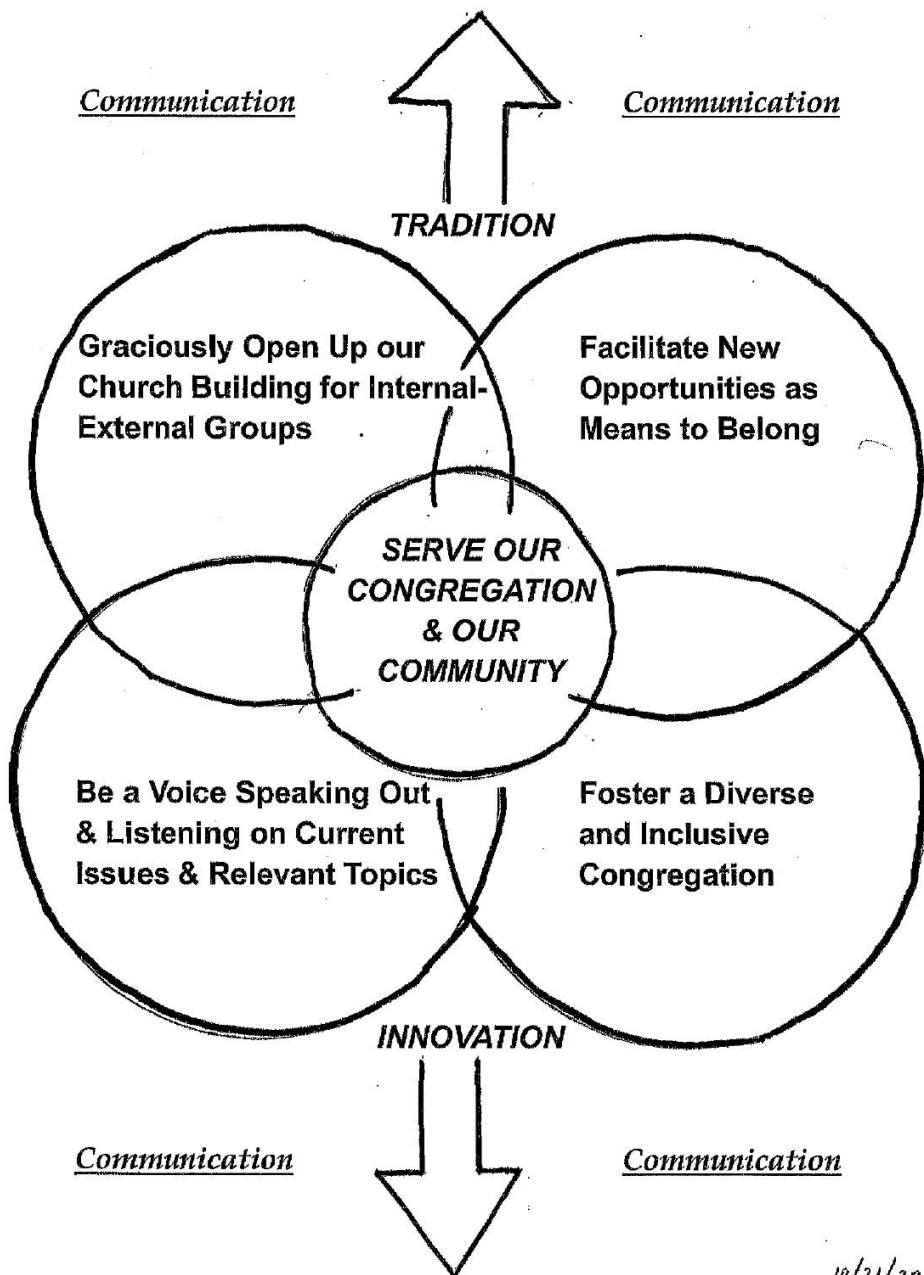 Communication
Communication
TRADITION
Graciously Open Up our
Church Building for Internal-
External Groups
Facilitate New
Opportunities as
Means to Belong
SERVE OUR
CONGREGATION
& OUR
COMMUNITY
Be a Voice Speaking Out
& Listening on Current
Issues & Relevant Topics
Foster a Diverse
and Inclusive
Congregation
INNOVATION
Communication
Communication